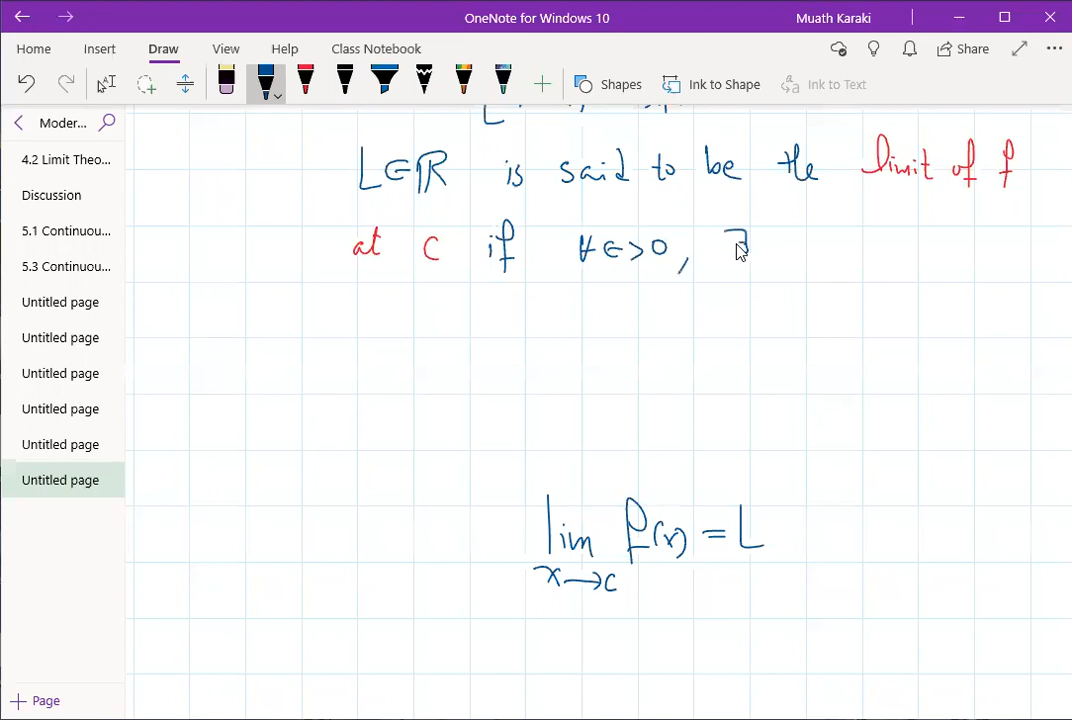 OneNote for Windows 10
Muath Karaki
Home Insert Draw View Help Class Notebook Share
Shapes Ink to Shape Ink to Text
Moder...
4.2 Limit Theo...
Discussion
5.1 Continuou...
5.3 Continuou...
Untitled page
Untitled page
Untitled page
Untitled page
Untitled page
Untitled page
Page
L∈ℝ is said to be the limit of f
at c if ∀ ∈ > 0, ∃
lim f(x) = L
x→c